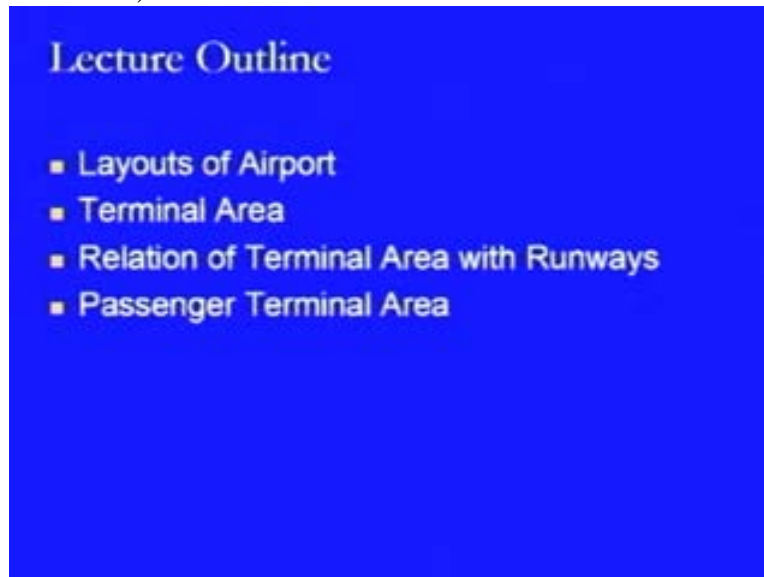 Lecture Outline
Layouts of Airport
Terminal Area
Relation of Terminal Area with Runways
Passenger Terminal Area